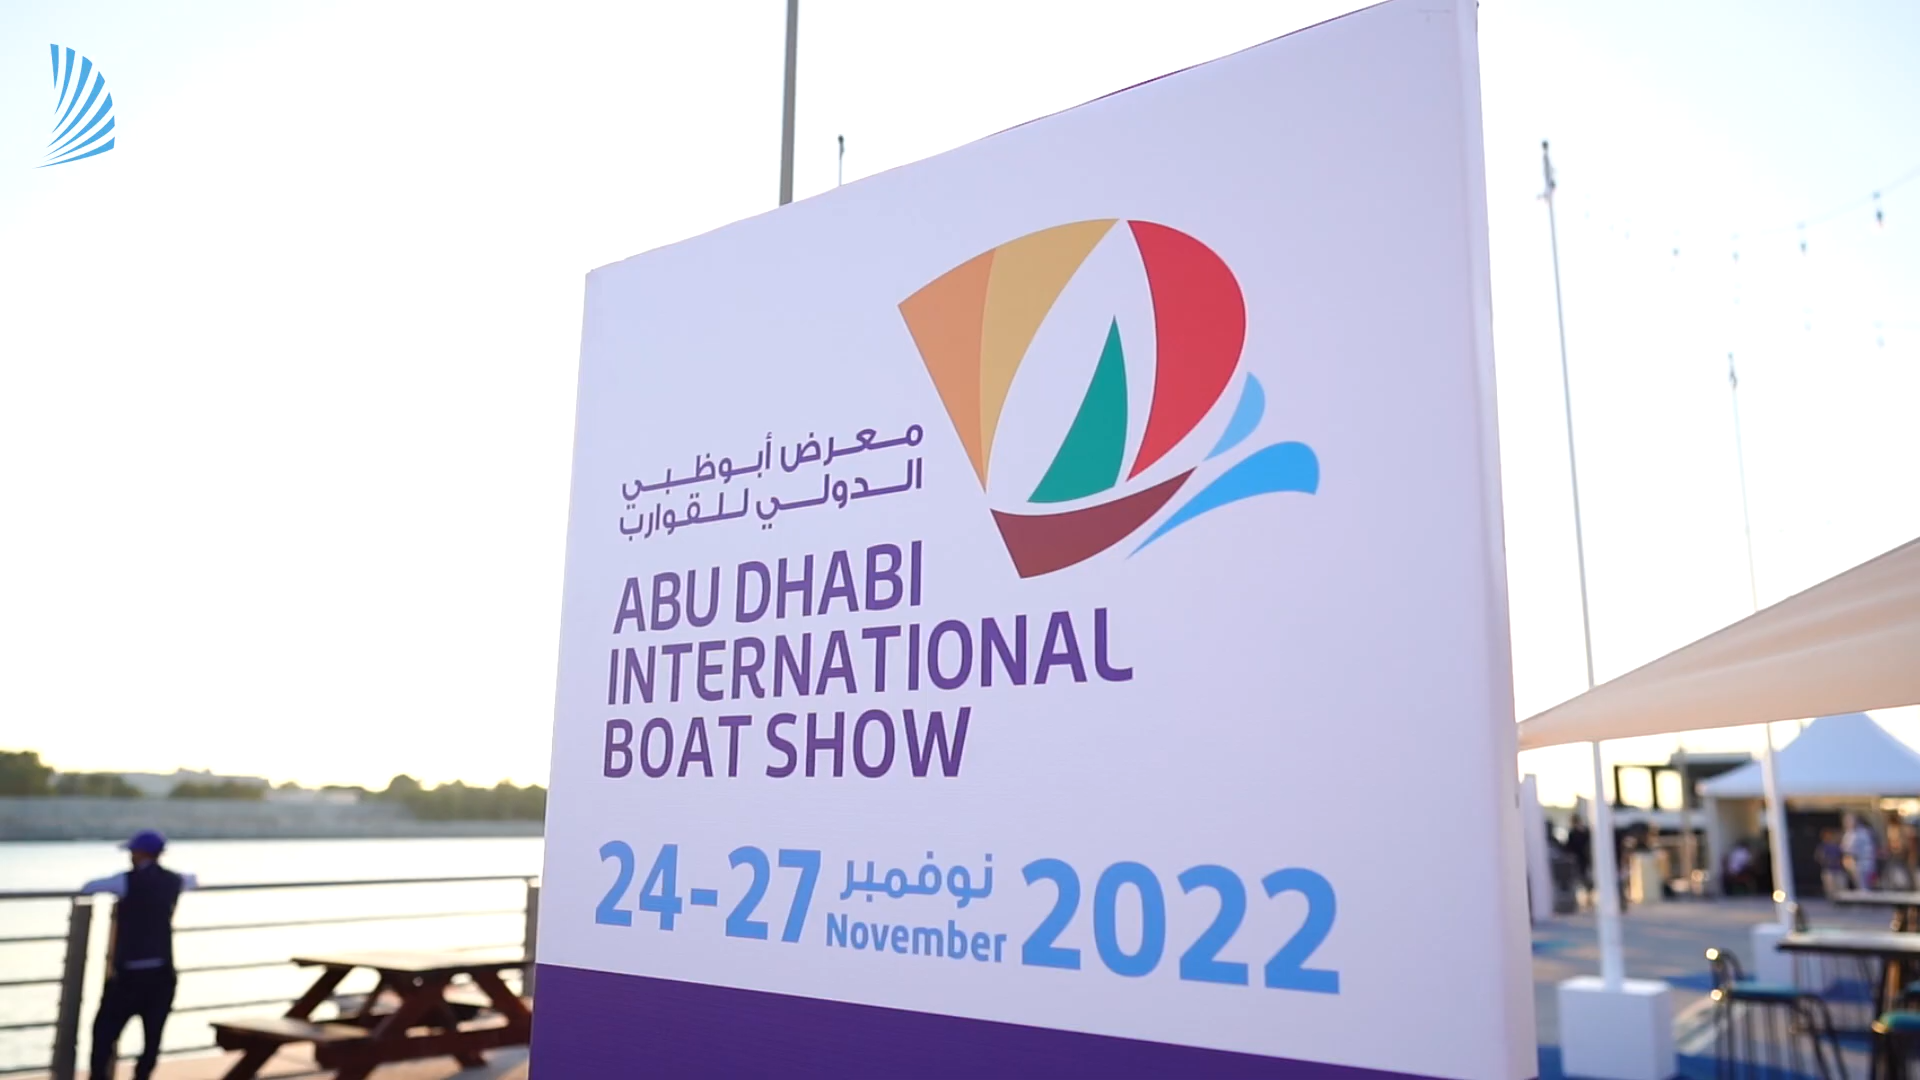 معرض أبوظبي
الدولي للقوارب
ABU DHABI
INTERNATIONAL
BOAT SHOW
24-27 نوفمبر November 2022